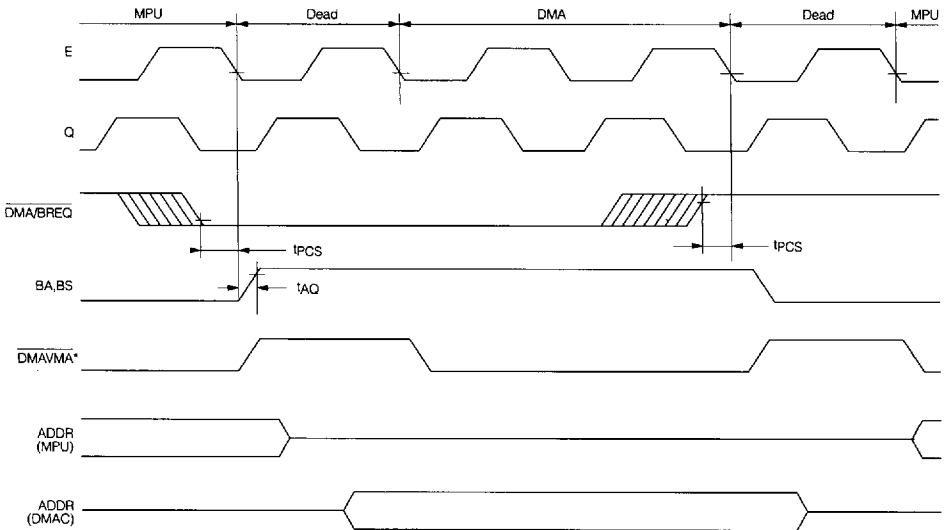 MPU Dead DMA Dead MPU
E
Q
DMA/BREQ
tPCS tPCS
BA,BS
tAQ
DMAVMA*
ADDR
(MPU)
ADDR
(DMAC)